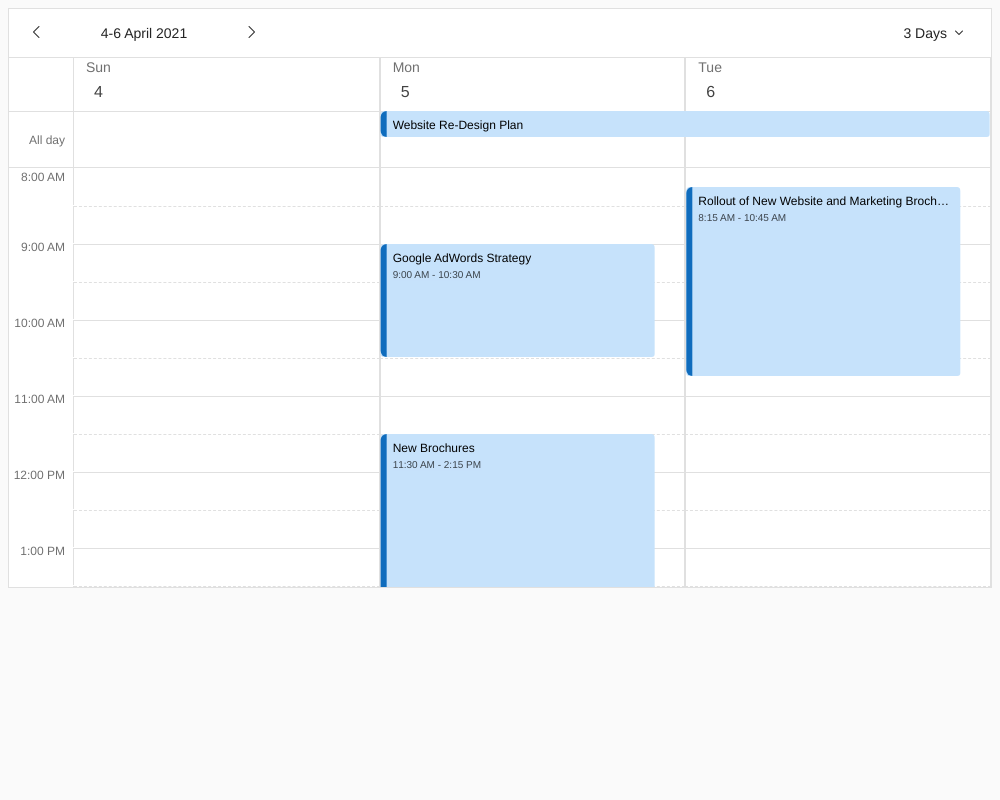 4-6 April 2021
3 Days
Sun
4
Mon
5
Tue
6
All day
Website Re-Design Plan
8:00 AM
9:00 AM
10:00 AM
11:00 AM
12:00 PM
1:00 PM
Google AdWords Strategy
9:00 AM - 10:30 AM
New Brochures
11:30 AM - 2:15 PM
Rollout of New Website and Marketing Broch…
8:15 AM - 10:45 AM